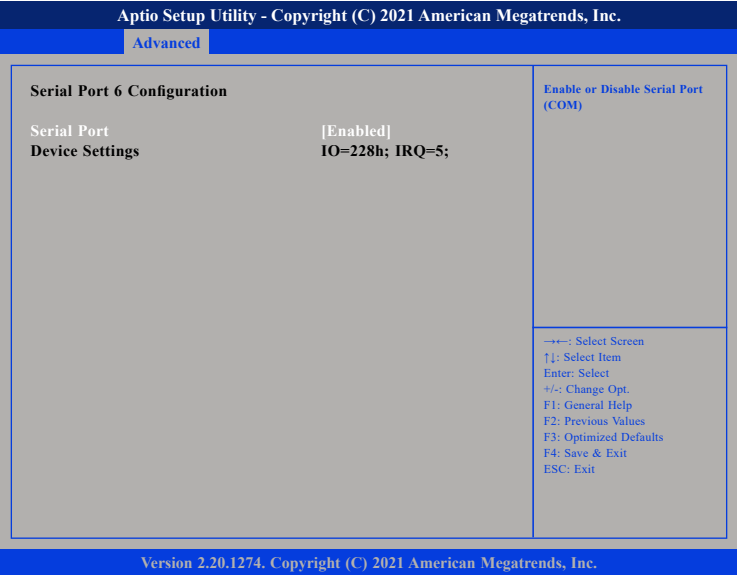 Aptio Setup Utility - Copyright (C) 2021 American Megatrends, Inc.
Advanced
Serial Port 6 Configuration
Serial Port [Enabled]
Device Settings IO=228h; IRQ=5;
Enable or Disable Serial Port
(COM)
→←: Select Screen
↑↓: Select Item
Enter: Select
+/-: Change Opt.
F1: General Help
F2: Previous Values
F3: Optimized Defaults
F4: Save & Exit
ESC: Exit
Version 2.20.1274. Copyright (C) 2021 American Megatrends, Inc.